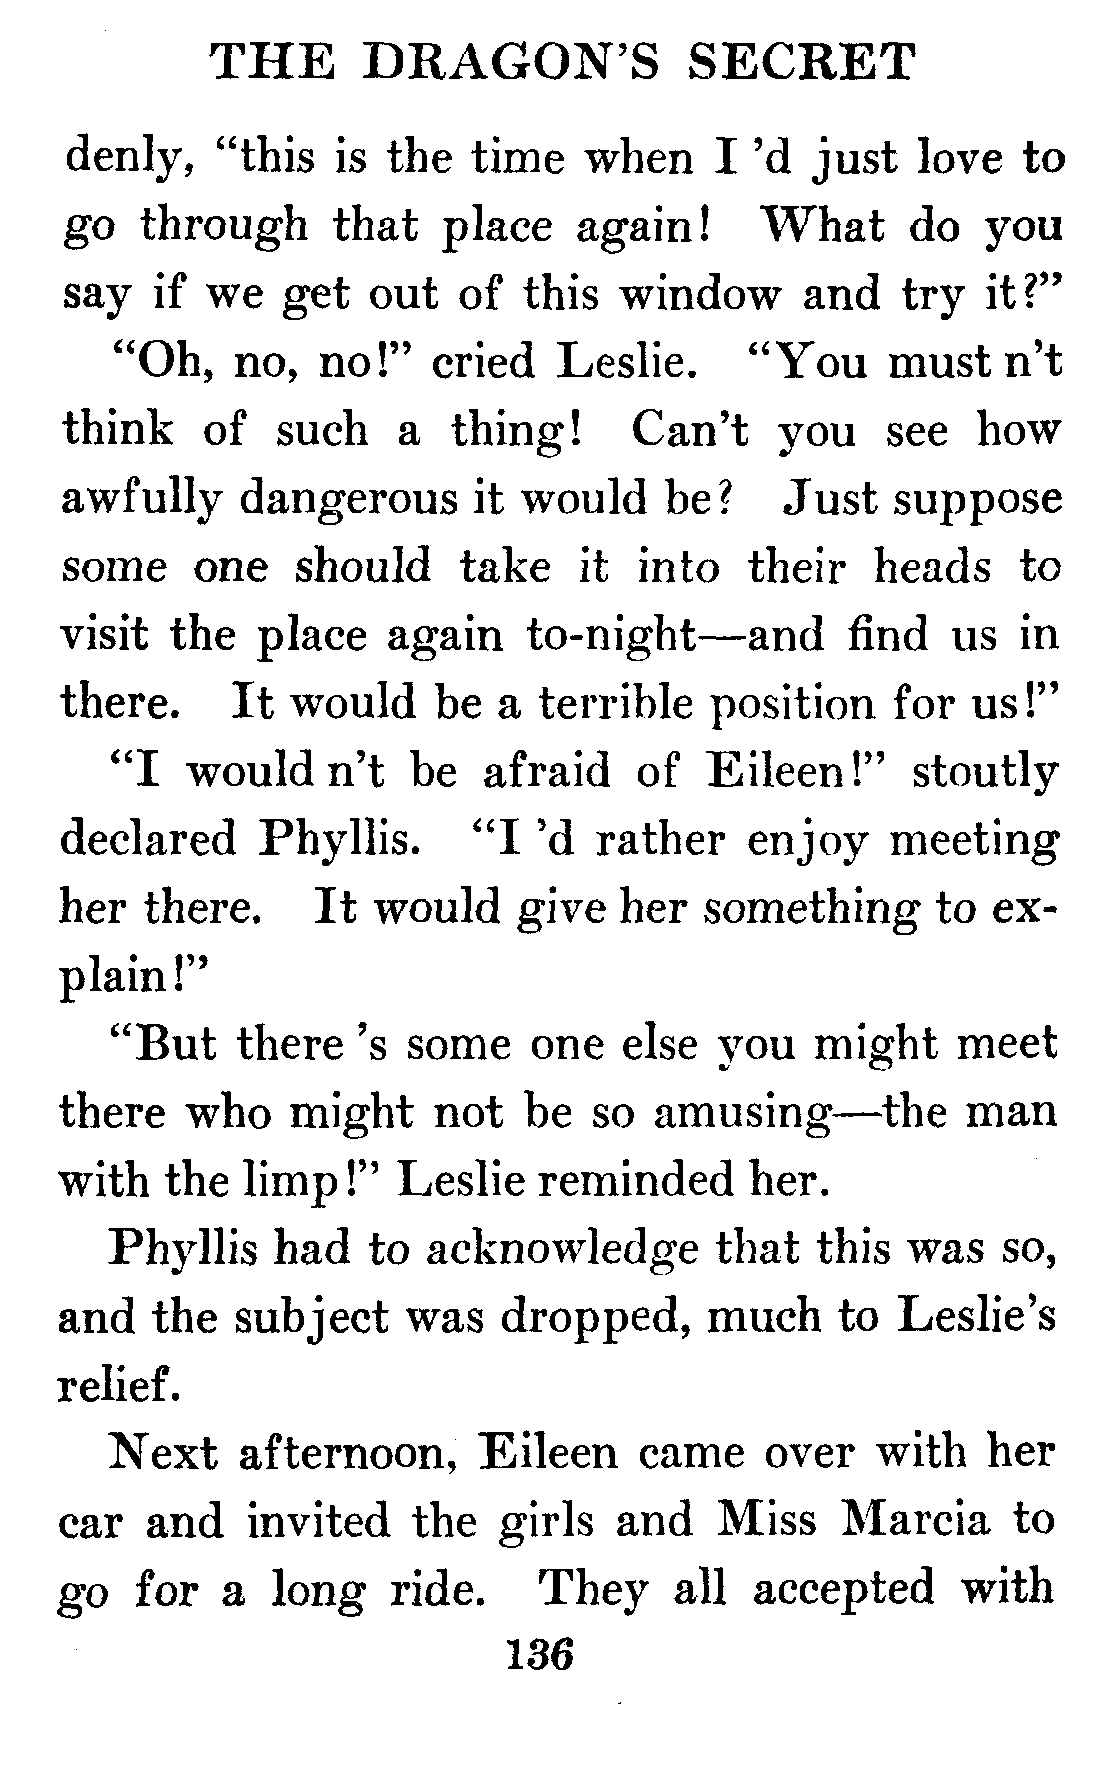 THE DRAGON'S SECRET
denly, “this is the time when I ’d just love to
go through that place again! What do you
say if we get out of this window and try it?”
“Oh, no, no!” cried Leslie. “You must n’t
think of such a thing! Can’t you see how
awfully dangerous it would be? Just suppose
some one should take it into their heads to
visit the place again to-night—and find us in
there. It would be a terrible position for us!”
“I would n’t be afraid of Eileen!” stoutly
declared Phyllis. “I ’d rather enjoy meeting
her there. It would give her something to ex-
plain!”
“But there ’s some one else you might meet
there who might not be so amusing—the man
with the limp!” Leslie reminded her.
Phyllis had to acknowledge that this was so,
and the subject was dropped, much to Leslie’s
relief.
Next afternoon, Eileen came over with her
car and invited the girls and Miss Marcia to
go for a long ride. They all accepted with
136